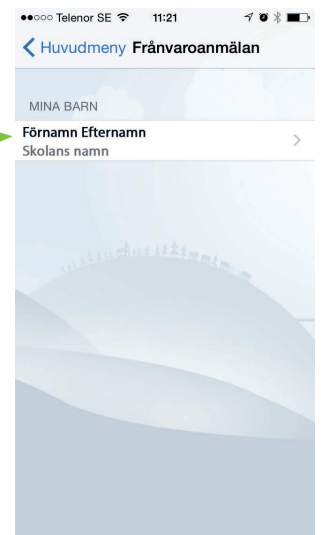 Telenor SE 11:21
Huvudmeny Frånvaroanmälan
MINA BARN
Förnamn Efternamn
Skolans namn